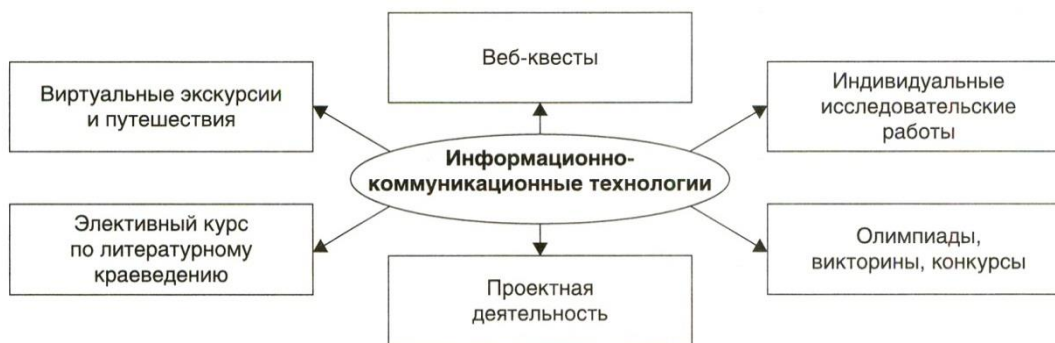 Веб-квесты
Виртуальные экскурсии
и путешествия
Индивидуальные
исследовательские
работы
Информационно-
коммуникационные технологии
Элективный курс
по литературному
краеведению
Проектная
деятельность
Олимпиады,
викторины, конкурсы